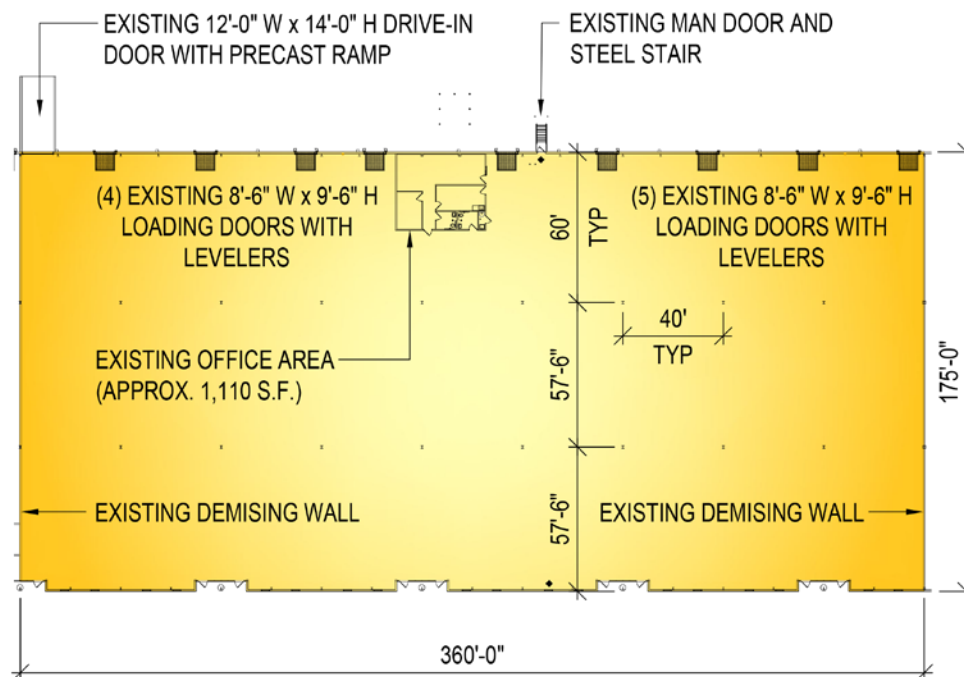 EXISTING 12'-0" W x 14'-0" H DRIVE-IN
DOOR WITH PRECAST RAMP
EXISTING MAN DOOR AND
STEEL STAIR
(4) EXISTING 8'-6" W x 9'-6" H
LOADING DOORS WITH
LEVELERS
60'
TYP
(5) EXISTING 8'-6" W x 9'-6" H
LOADING DOORS WITH
LEVELERS
40'
TYP
EXISTING OFFICE AREA
(APPROX. 1,110 S.F.)
57'-6"
175'-0"
EXISTING DEMISING WALL
57'-6"
EXISTING DEMISING WALL
360'-0"